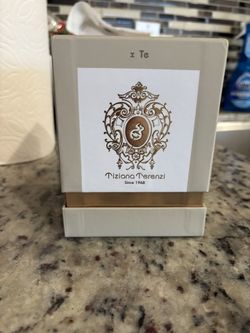 x Te
Tiziana Terenzi
Since 1968